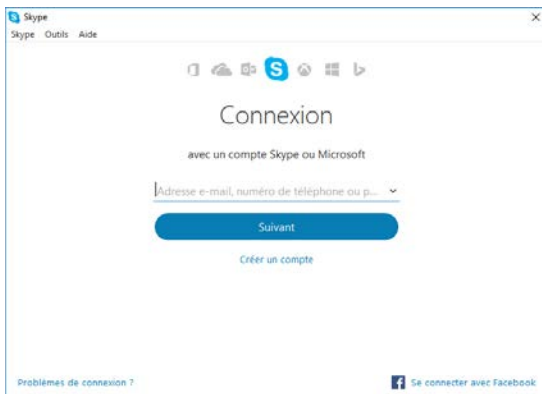 Skype
Skype Outils Aide
Connexion
avec un compte Skype ou Microsoft
Adresse e-mail, numéro de téléphone ou p...
Suivant
Créer un compte
Problèmes de connexion ?
Se connecter avec Facebook